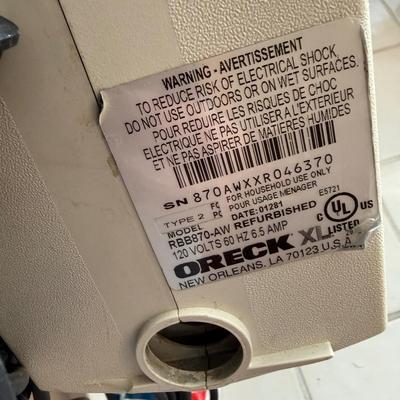 WARNING - AVERTISSEMENT
TO REDUCE RISK OF ELECTRICAL SHOCK,
DO NOT USE OUTDOORS OR ON WET SURFACES.
POUR REDUIRE LES RISQUES DE CHOC
ELECTRIQUE NE PAS UTILISER A L'EXTERIEUR
ET NE PAS ASPIRER DE MATIERES HUMIDES
SN 870AWXXR046370
TYPE 2 FOR HOUSEHOLD USE ONLY
POUR USAGE MENAGER
MODEL DATE:01281 E5721
RBB870-AW REFURBISHED
120 VOLTS 60 HZ 6.5 AMP
C UL US
LISTED
ORECK XL
NEW ORLEANS, LA 70123 U.S.A.